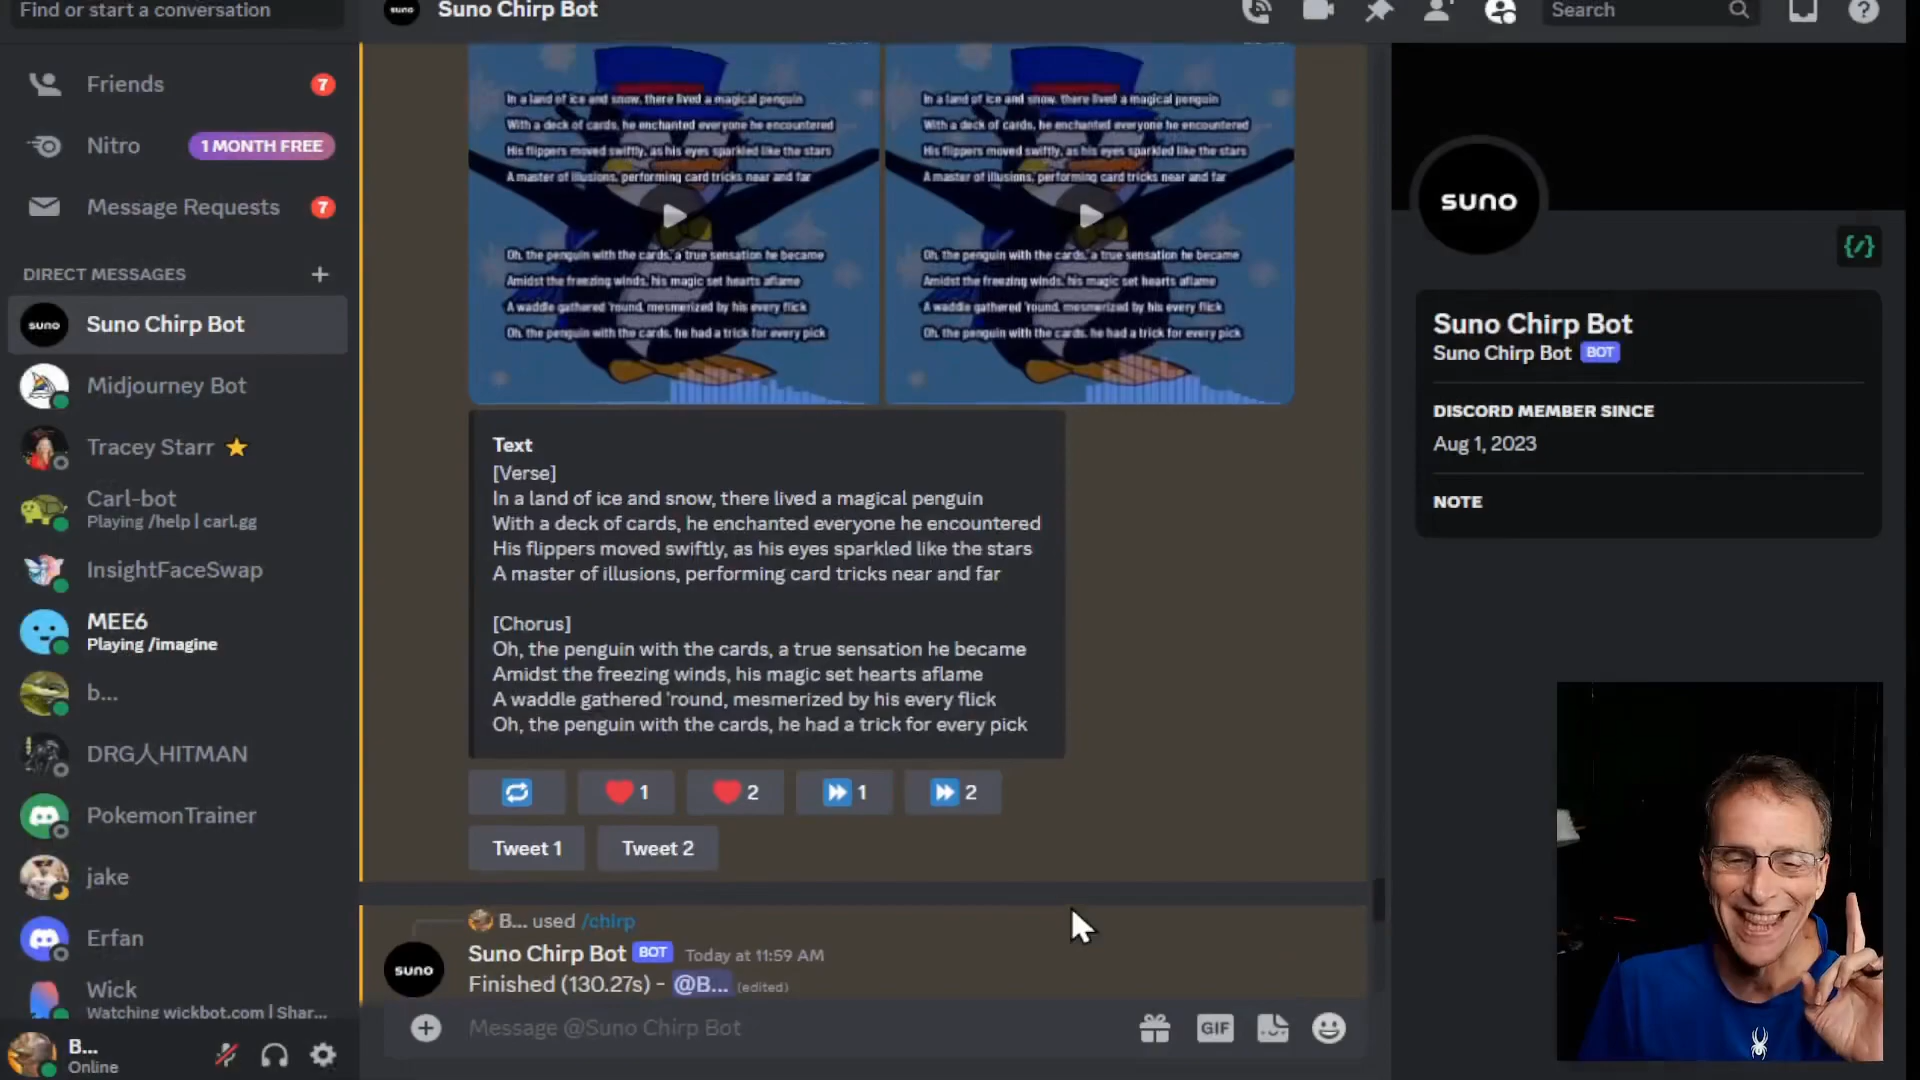 Find or start a conversation
Friends
7
Nitro
1 MONTH FREE
Message Requests
7
DIRECT MESSAGES
suno
Suno Chirp Bot
Midjourney Bot
Tracey Starr
Carl-bot
Playing /help | carl.gg
InsightFaceSwap
MEE6
Playing /imagine
b...
DRG人HITMAN
PokemonTrainer
jake
Erfan
Wick
Watching wickbot.com | Shar...
B...
Online
suno
Suno Chirp Bot
Search
In a land of ice and snow, there lived a magical penguin
With a deck of cards, he enchanted everyone he encountered
His flippers moved swiftly, as his eyes sparkled like the stars
A master of illusions, performing card tricks near and far
Oh, the penguin with the cards, a true sensation he became
Amidst the freezing winds, his magic set hearts aflame
A waddle gathered 'round, mesmerized by his every flick
Oh, the penguin with the cards, he had a trick for every pick
In a land of ice and snow, there lived a magical penguin
With a deck of cards, he enchanted everyone he encountered
His flippers moved swiftly, as his eyes sparkled like the stars
A master of illusions, performing card tricks near and far
Oh, the penguin with the cards, a true sensation he became
Amidst the freezing winds, his magic set hearts aflame
A waddle gathered 'round, mesmerized by his every flick
Oh, the penguin with the cards, he had a trick for every pick
Text
[Verse]
In a land of ice and snow, there lived a magical penguin
With a deck of cards, he enchanted everyone he encountered
His flippers moved swiftly, as his eyes sparkled like the stars
A master of illusions, performing card tricks near and far
[Chorus]
Oh, the penguin with the cards, a true sensation he became
Amidst the freezing winds, his magic set hearts aflame
A waddle gathered 'round, mesmerized by his every flick
Oh, the penguin with the cards, he had a trick for every pick
1
2
1
2
Tweet 1
Tweet 2
B... used /chirp
suno
Suno Chirp Bot BOT Today at 11:59 AM
Finished (130.27s) - @B... (edited)
Message @Suno Chirp Bot
GIF
suno
{/}
Suno Chirp Bot
Suno Chirp Bot BOT
DISCORD MEMBER SINCE
Aug 1, 2023
NOTE